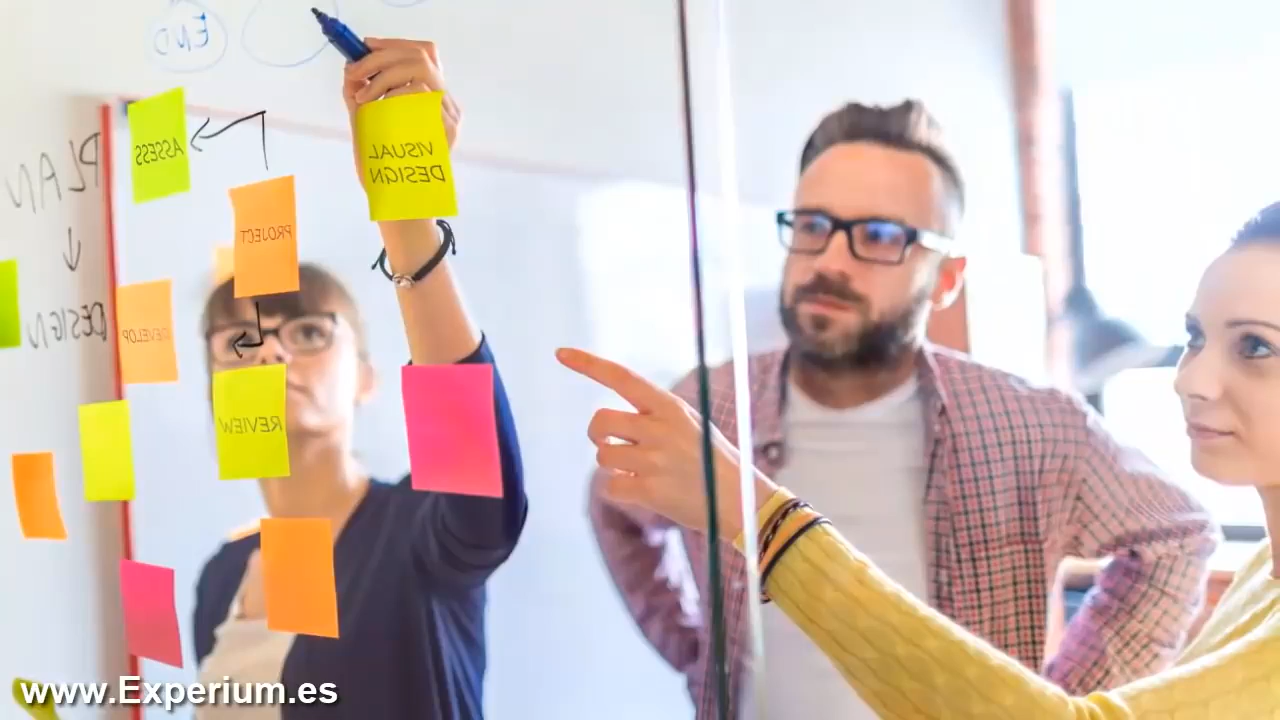 END
ASSESS
PLAN
VISUAL
DESIGN
PROJECT
DESIGN
DEVELOP
REVIEW
www.Experium.es